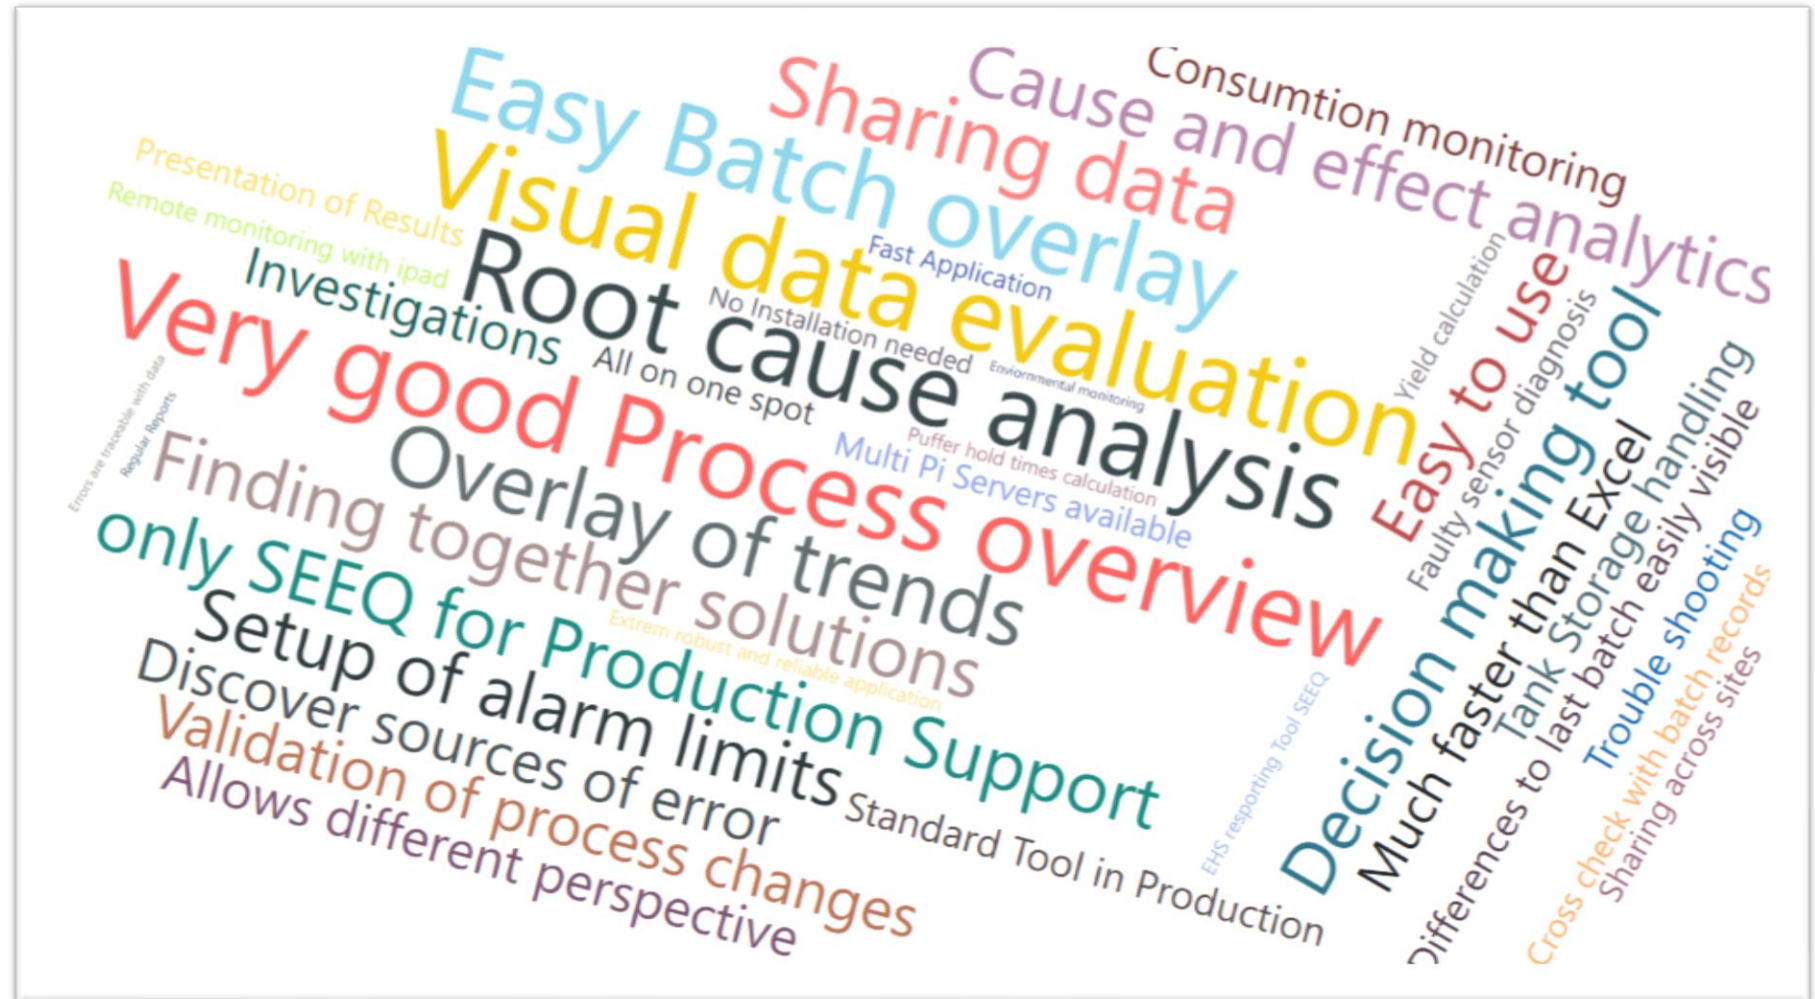 Consumtion monitoring
Cause and effect analytics
Sharing data
Easy Batch overlay
Visual data evaluation
Presentation of Results
Remote monitoring with ipad
Fast Application
Root cause analysis
No Installation needed
Investigations
All on one spot
Enviornmental monitoring
Very good Process overview
Puffer hold times calculation
Multi Pi Servers available
Overlay of trends
Errors are traceable with data
Regular Reports
Finding together solutions
only SEEQ for Production Support
Extrem robust and reliable application
Setup of alarm limits
Discover sources of error
Validation of process changes
Allows different perspective
Standard Tool in Production
EHS resporting Tool SEEQ
Yield calculation
Easy to use
Faulty sensor diagnosis
Decision making tool
Much faster than Excel
Tank Storage handling
Differences to last batch easily visible
Trouble shooting
Cross check with batch records
Sharing across sites